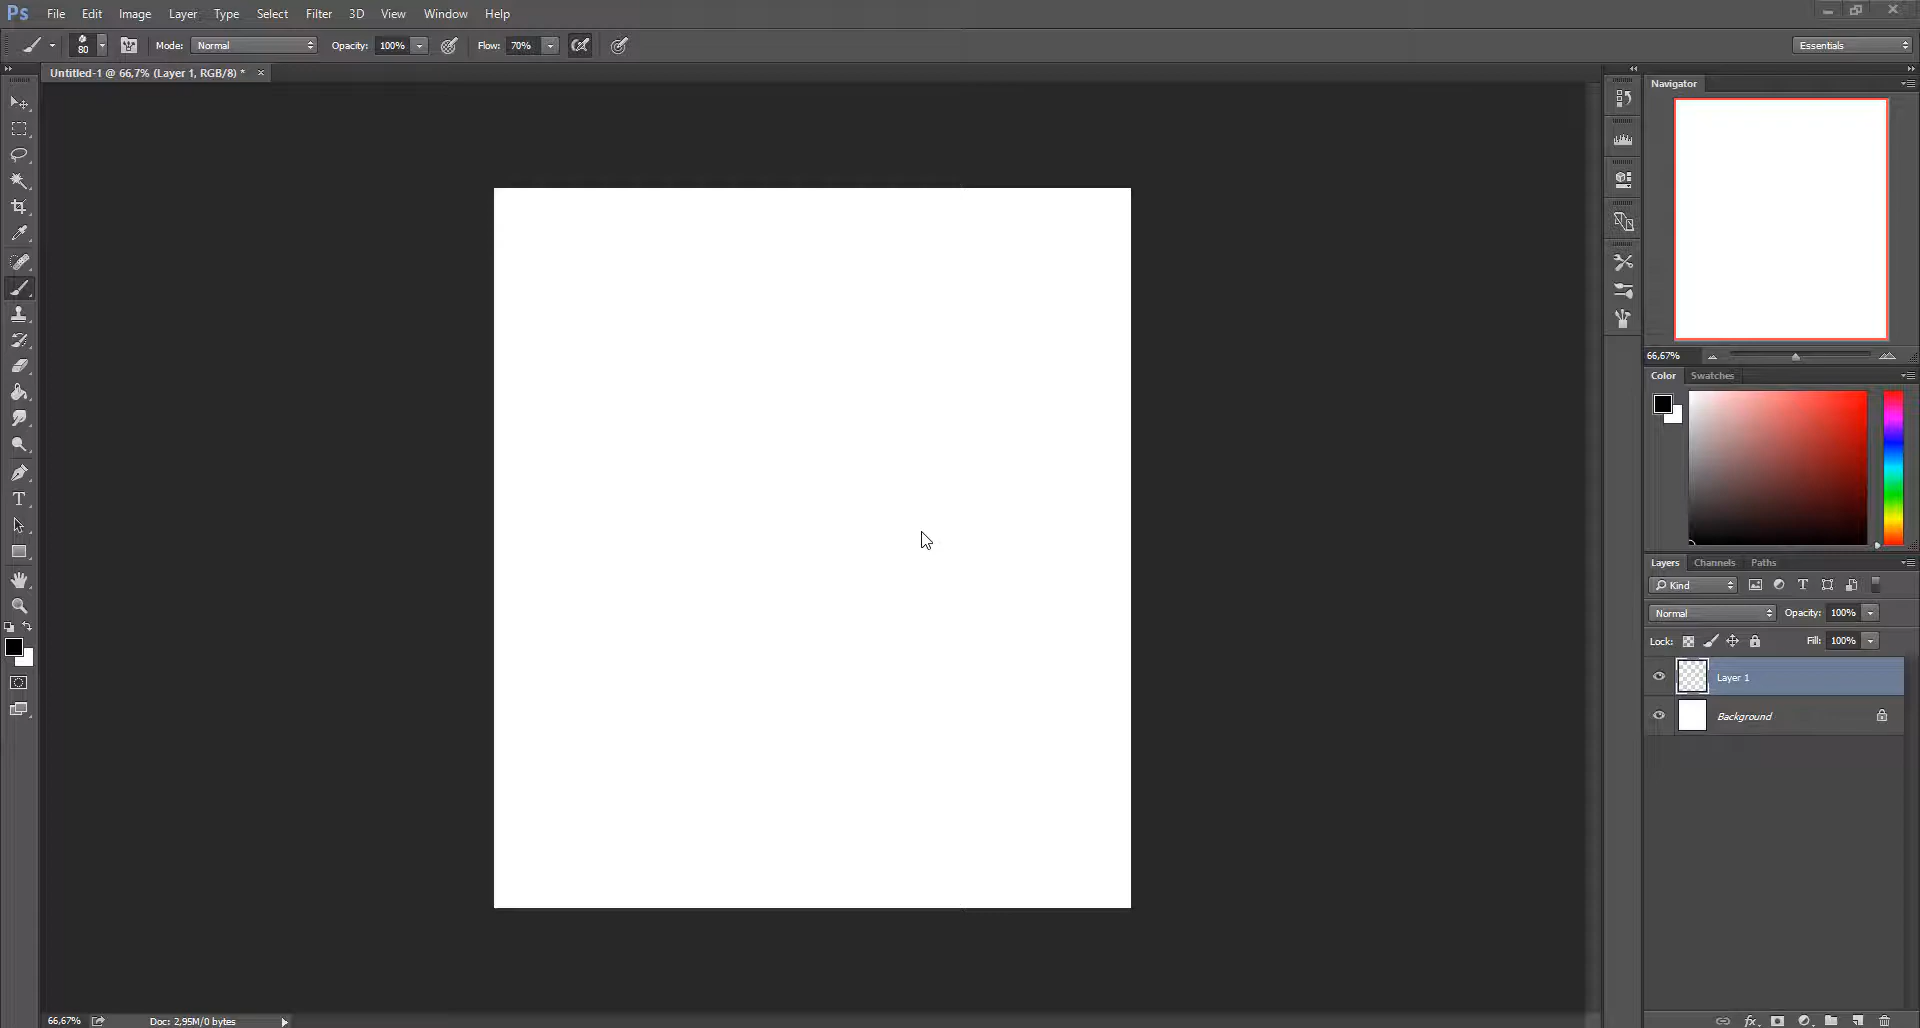 Ps File Edit Image Layer Type Select Filter 3D View Window Help
80 Mode: Normal Opacity: 100% Flow: 70% Essentials
Untitled-1 @ 66,7% (Layer 1, RGB/8) * ×
Navigator
66,67%
Color Swatches
Layers Channels Paths
Kind T
Normal Opacity: 100%
Lock: Fill: 100%
Layer 1
Background
fx
T
66,67% Doc: 2,95M/0 bytes